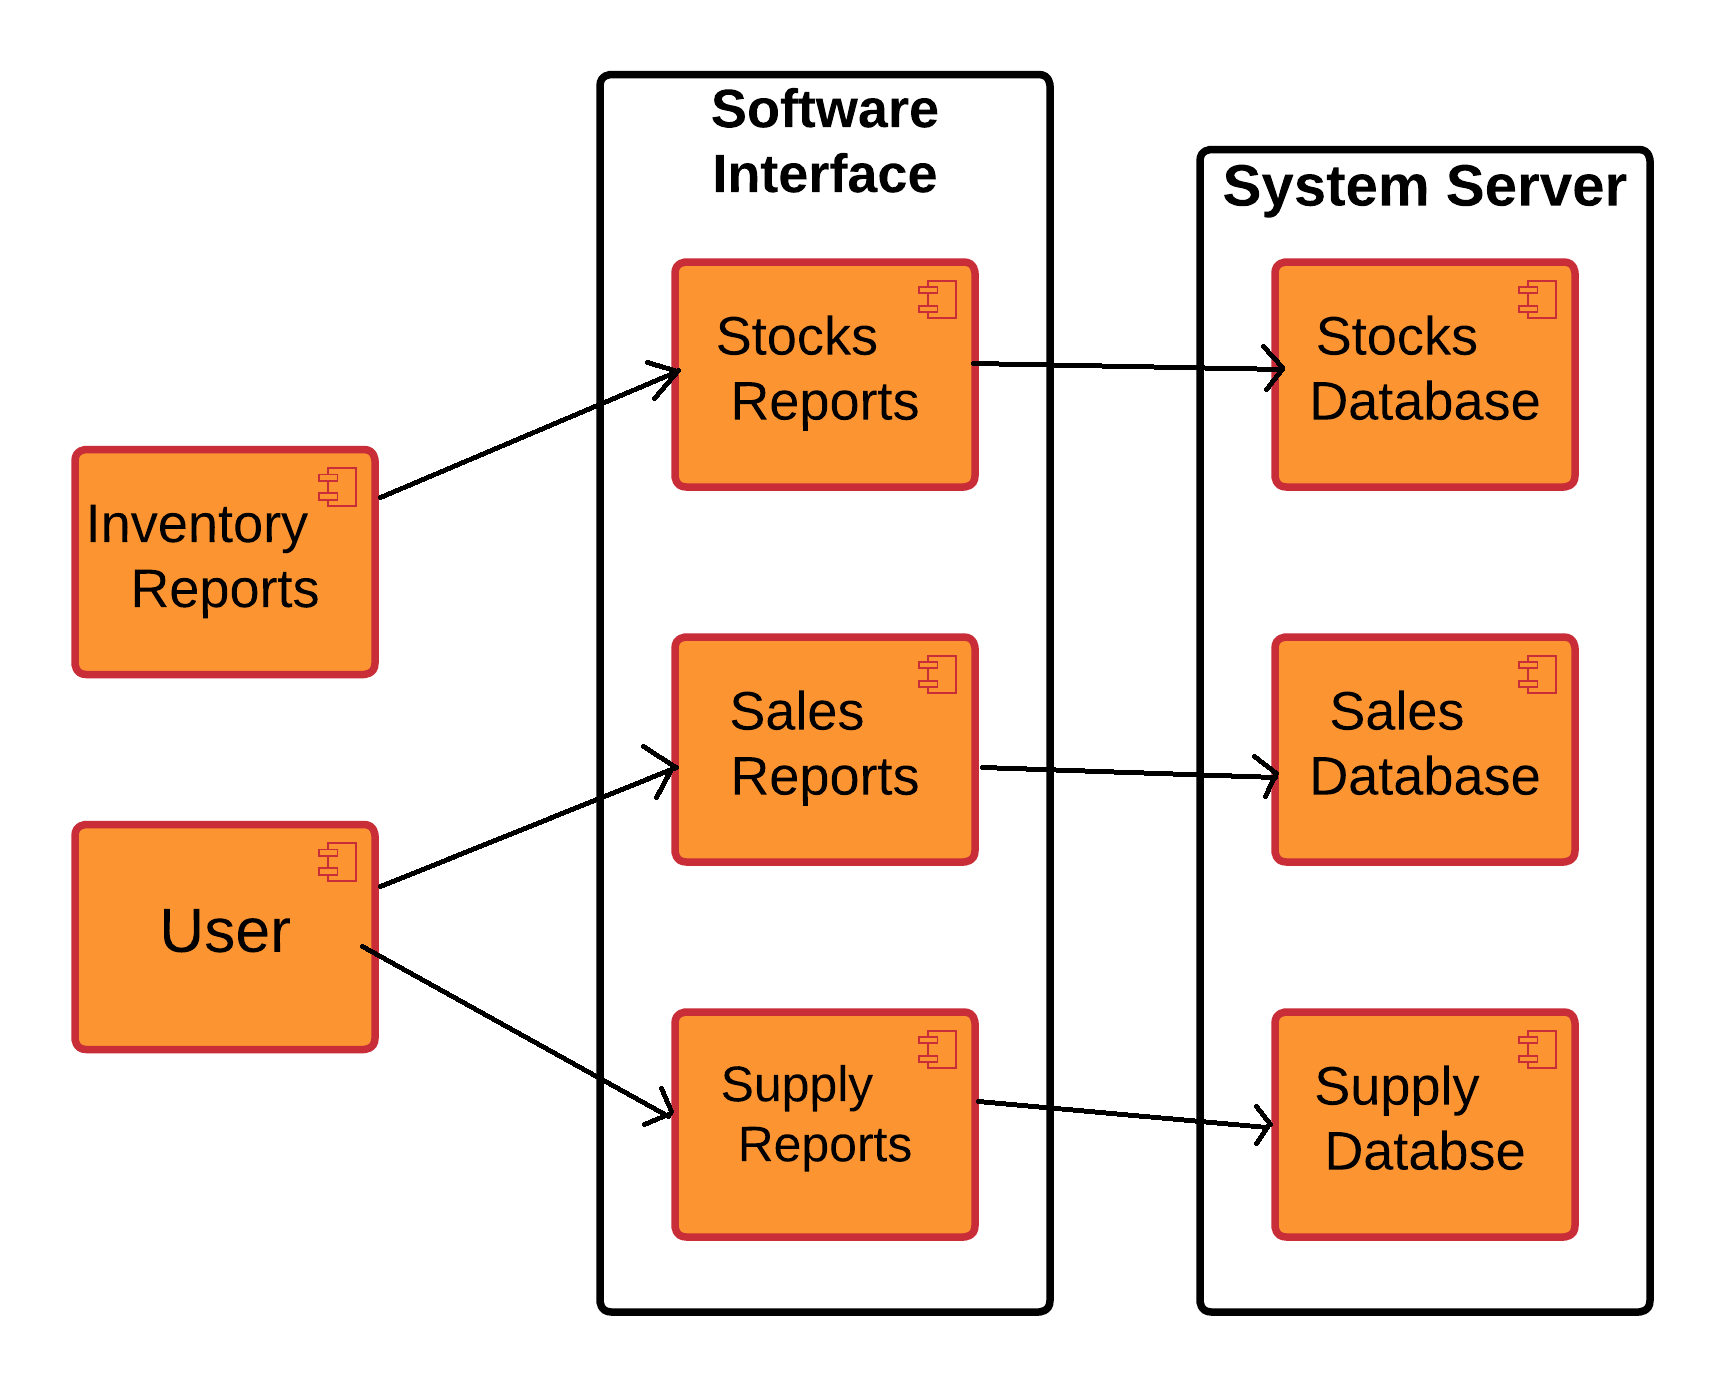 Software
Interface
System Server
Stocks
Reports
Stocks
Database
Inventory
Reports
Sales
Reports
Sales
Database
User
Supply
Reports
Supply
Databse